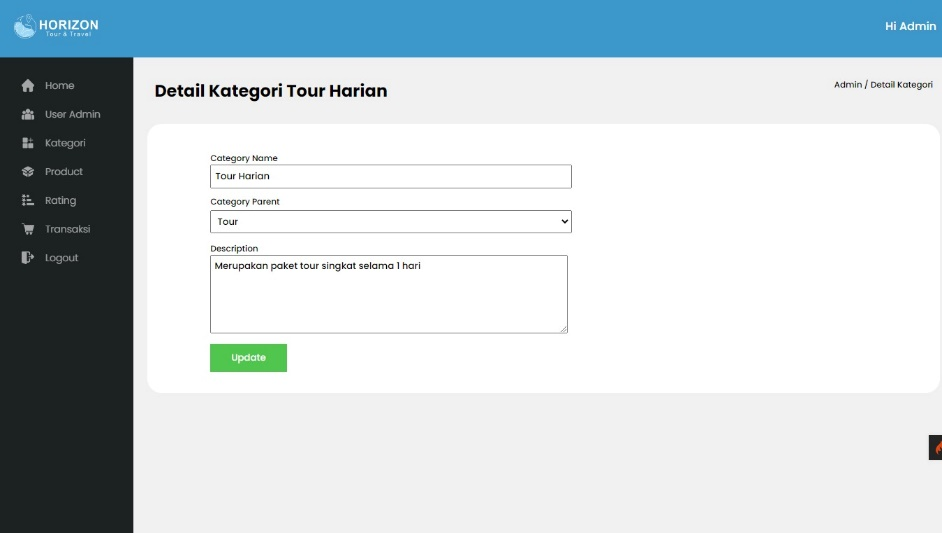 HORIZON
Tour & Travel
Hi Admin
Home
User Admin
Kategori
Product
Rating
Transaksi
Logout
Detail Kategori Tour Harian
Admin / Detail Kategori
Category Name
Tour Harian
Category Parent
Tour
Description
Merupakan paket tour singkat selama 1 hari
Update